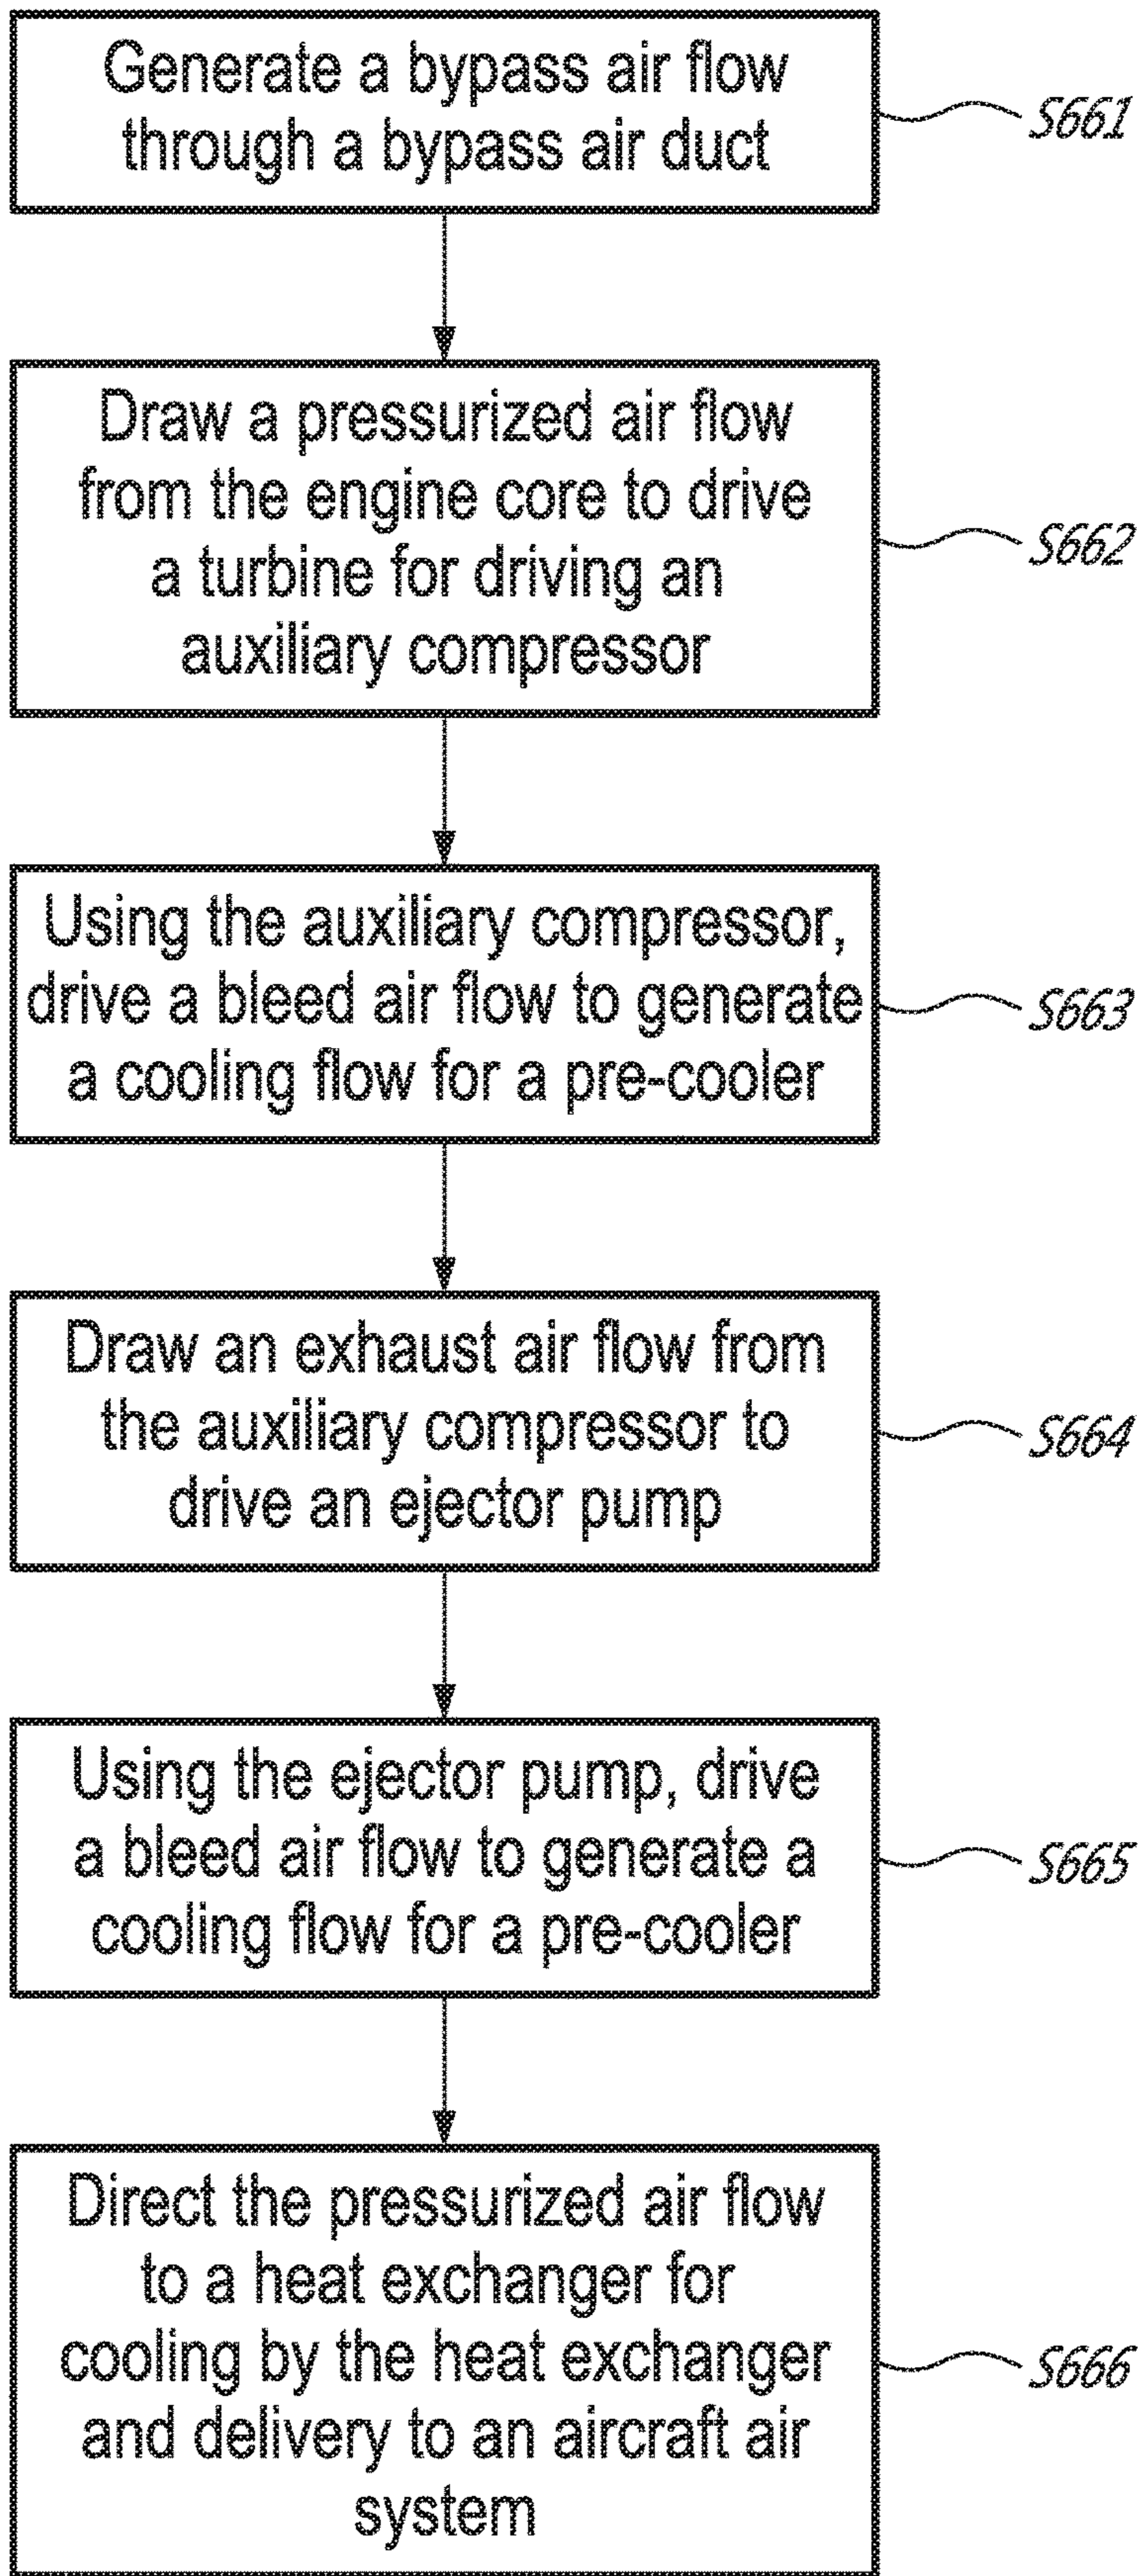 Generate a bypass air flow
through a bypass air duct
S661
Draw a pressurized air flow
from the engine core to drive
a turbine for driving an
auxiliary compressor
S662
Using the auxiliary compressor,
drive a bleed air flow to generate
a cooling flow for a pre-cooler
S663
Draw an exhaust air flow from
the auxiliary compressor to
drive an ejector pump
S664
Using the ejector pump, drive
a bleed air flow to generate a
cooling flow for a pre-cooler
S665
Direct the pressurized air flow
to a heat exchanger for
cooling by the heat exchanger
and delivery to an aircraft air
system
S666